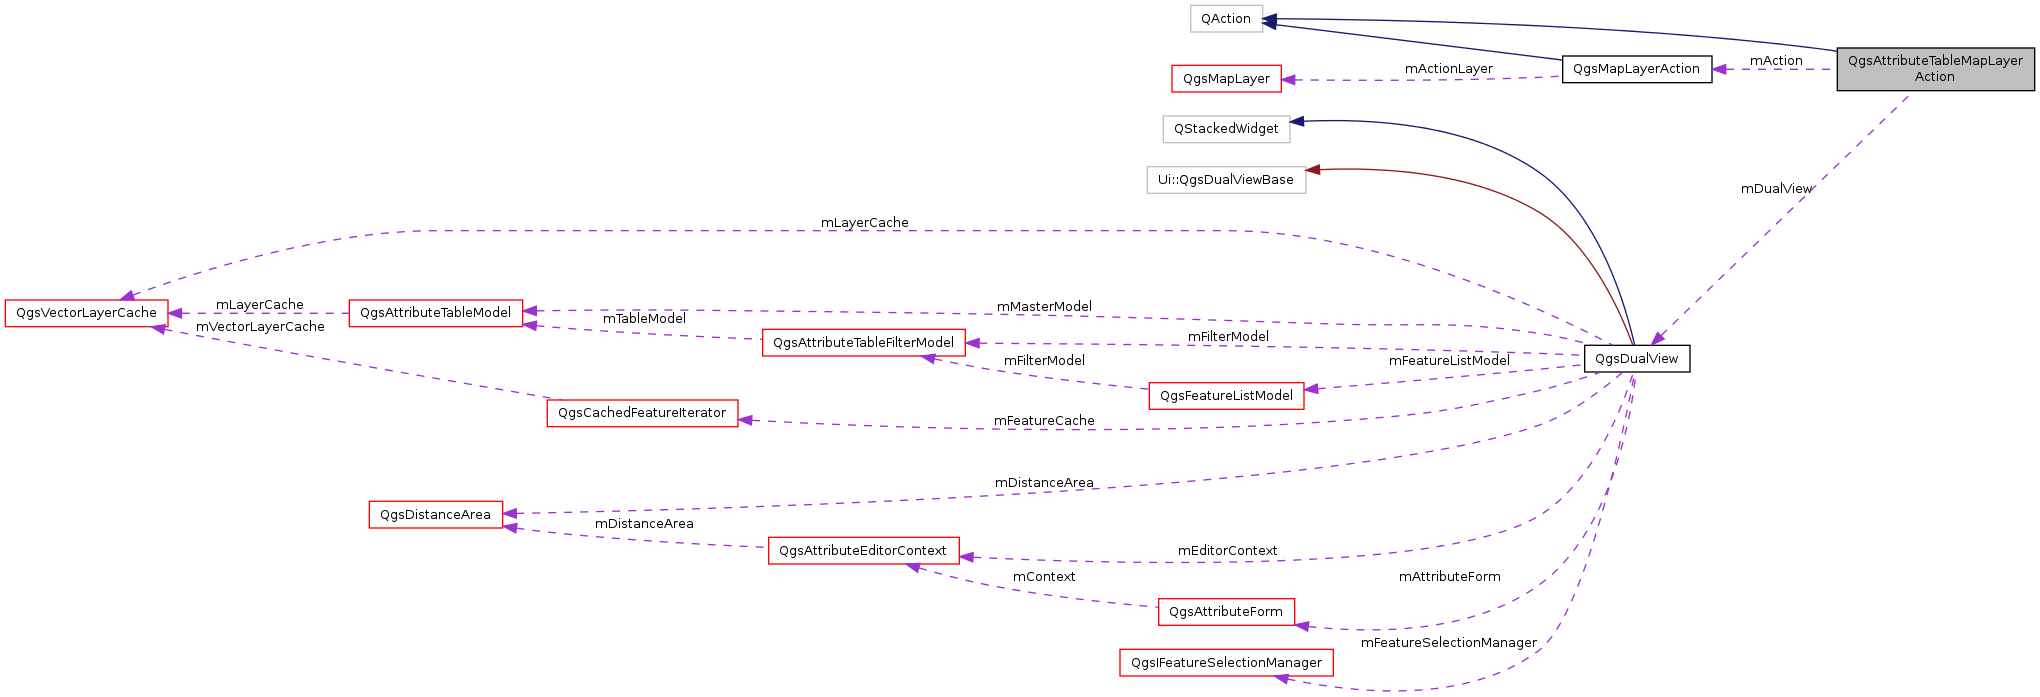 QAction
QgsAttributeTableMapLayer
Action
mAction
QgsMapLayerAction
mActionLayer
QgsMapLayer
QStackedWidget
Ui::QgsDualViewBase
mDualView
mLayerCache
mLayerCache
mMasterModel
QgsVectorLayerCache
QgsAttributeTableModel
mTableModel
mVectorLayerCache
mFilterModel
QgsAttributeTableFilterModel
mFilterModel
mFeatureListModel
QgsDualView
QgsFeatureListModel
QgsCachedFeatureIterator
mFeatureCache
mDistanceArea
QgsDistanceArea
mDistanceArea
QgsAttributeEditorContext
mEditorContext
mContext
mAttributeForm
QgsAttributeForm
mFeatureSelectionManager
QgsIFeatureSelectionManager